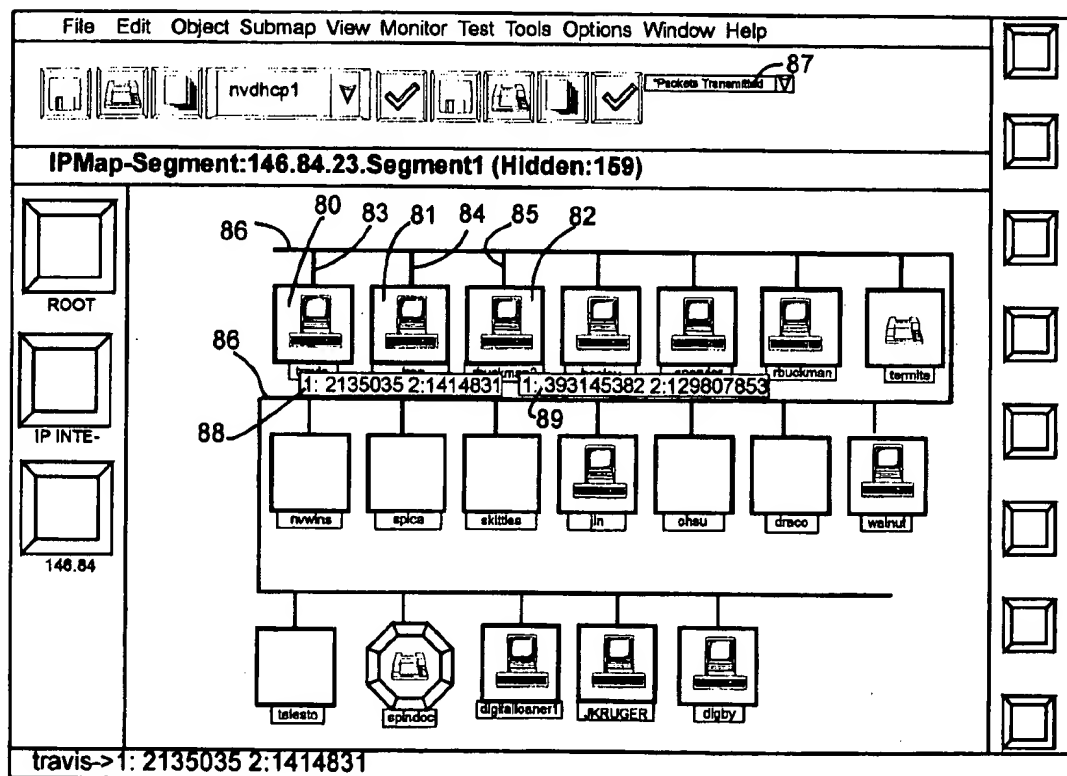 File Edit Object Submap View Monitor Test Tools Options Window Help
nvdhcp1
*Packets Transmitted
87
IPMap-Segment:146.84.23.Segment1 (Hidden:159)
80 83 81 84 85 82
86
ROOT
rbuckman termite
86
1: 2135035 2:1414831 1: 393145382 2:129807853
88 89
IP INTE-
nvwins spica skittles jln chsu draco walnut
146.84
telesto spindoc digitalloaner1 JKRUGER digby
travis->1: 2135035 2:1414831